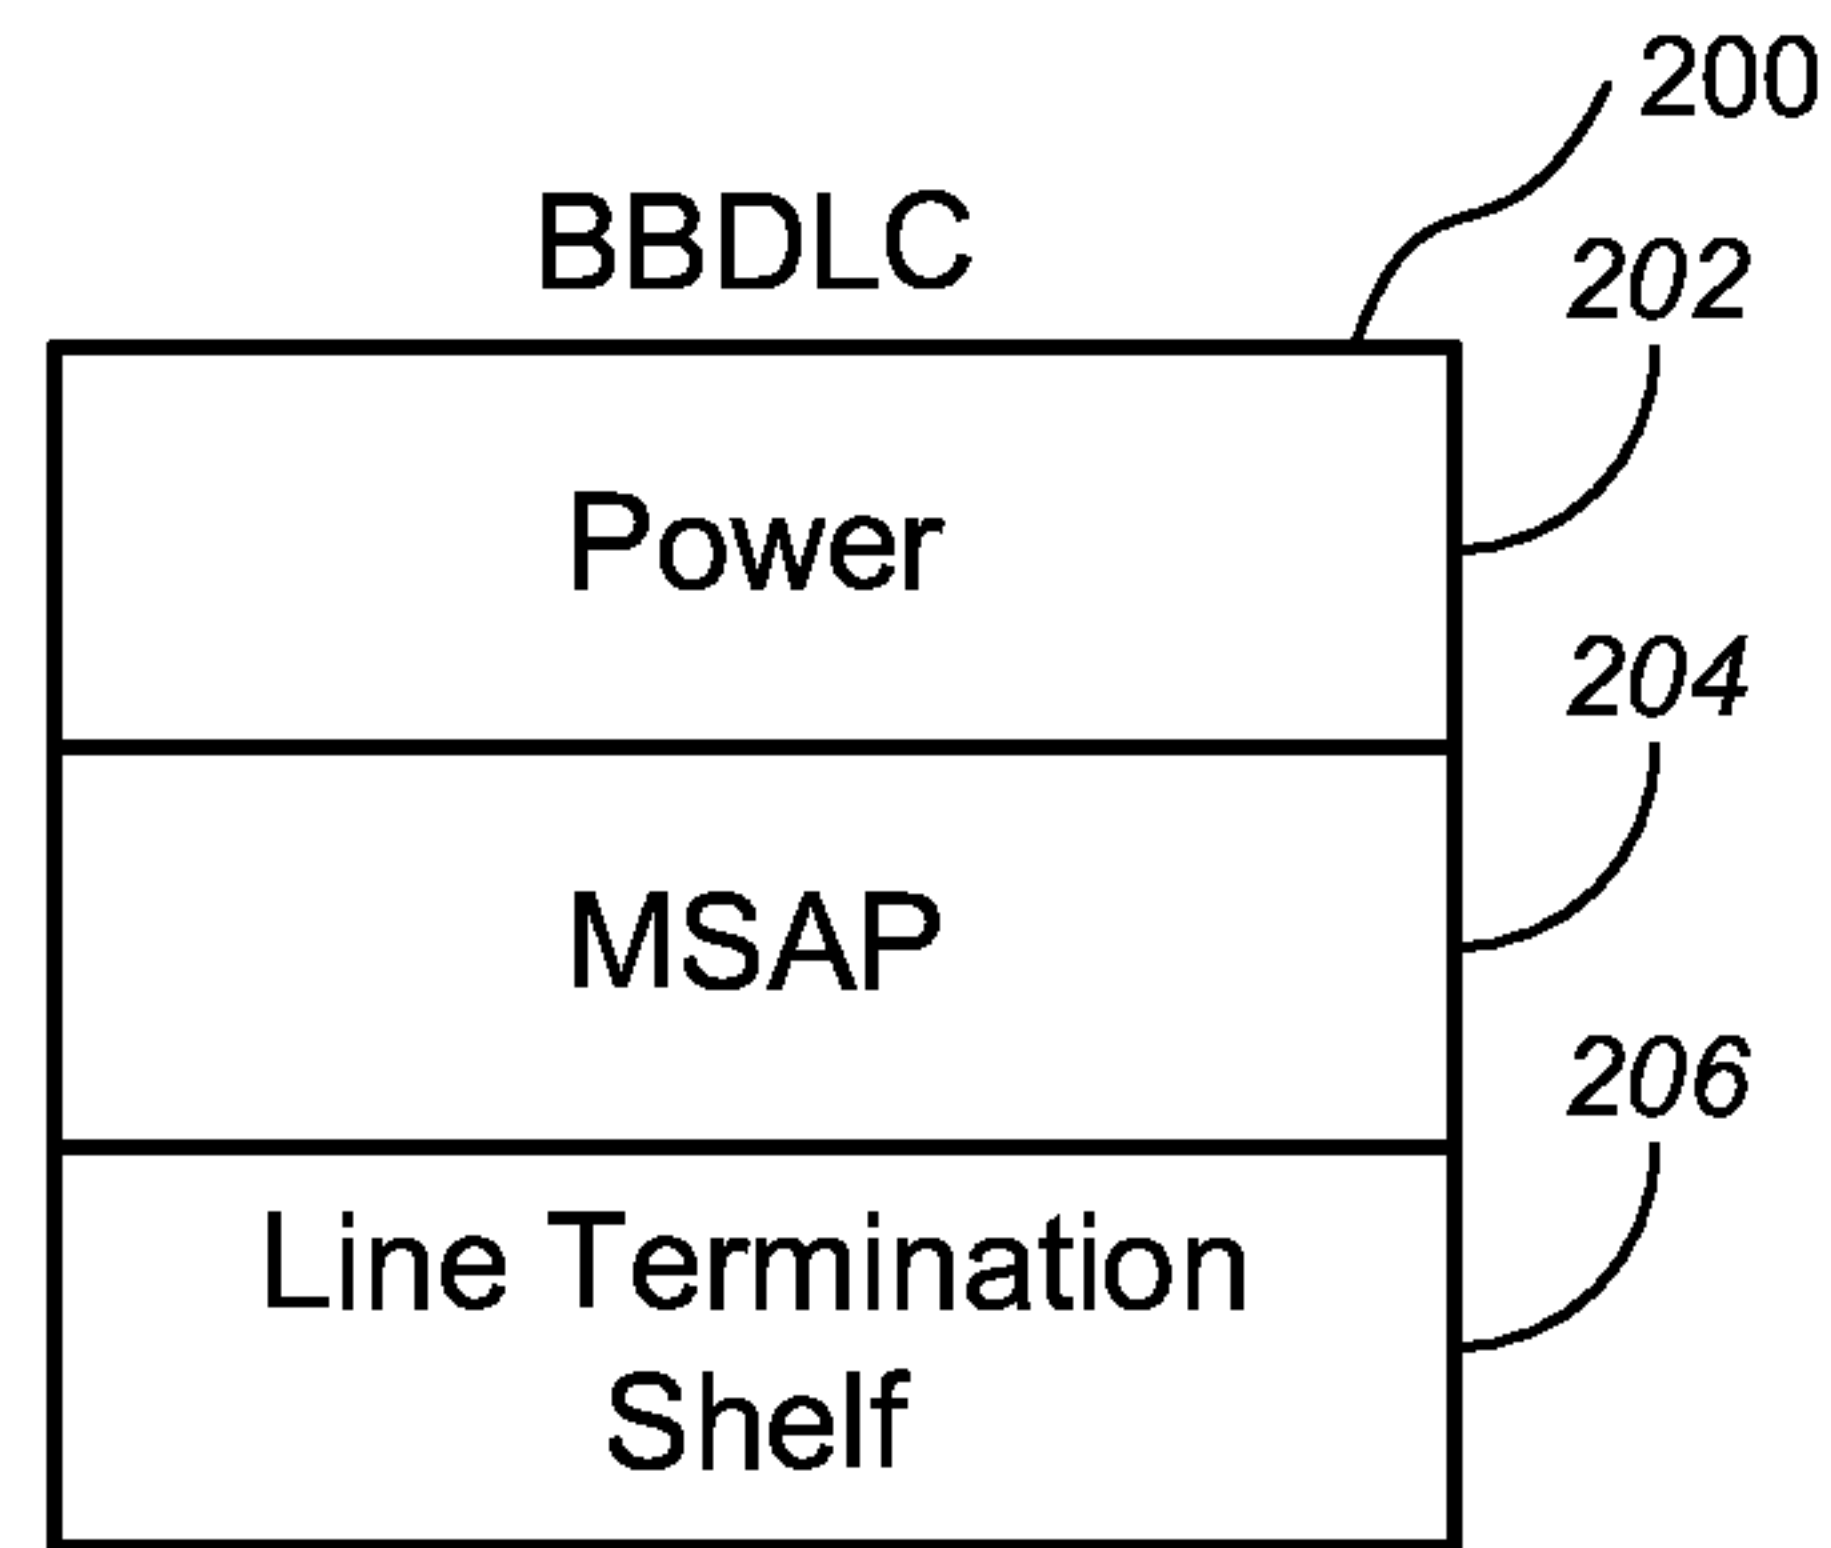 200
BBDLC
202
Power
204
MSAP
206
Line Termination
Shelf